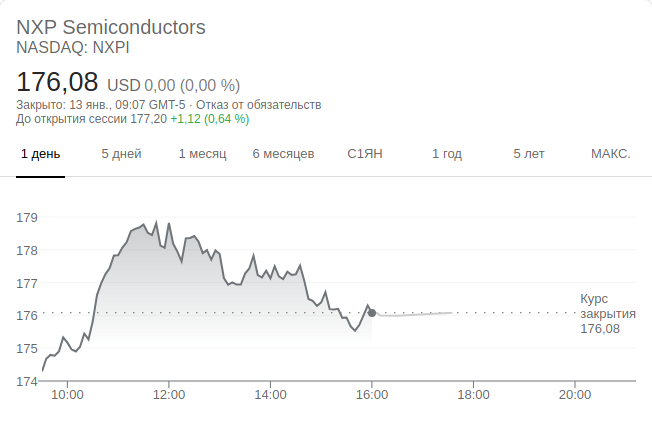 NXP Semiconductors
NASDAQ: NXPI
176,08 USD 0,00 (0,00 %)
Закрыто: 13 янв., 09:07 GMT-5 · Отказ от обязательств
До открытия сессии 177,20 +1,12 (0,64 %)
1 день 5 дней 1 месяц 6 месяцев С1ЯН 1 год 5 лет МАКС.
179
178
177
176
175
174
Курс
закрытия
176,08
10:00 12:00 14:00 16:00 18:00 20:00